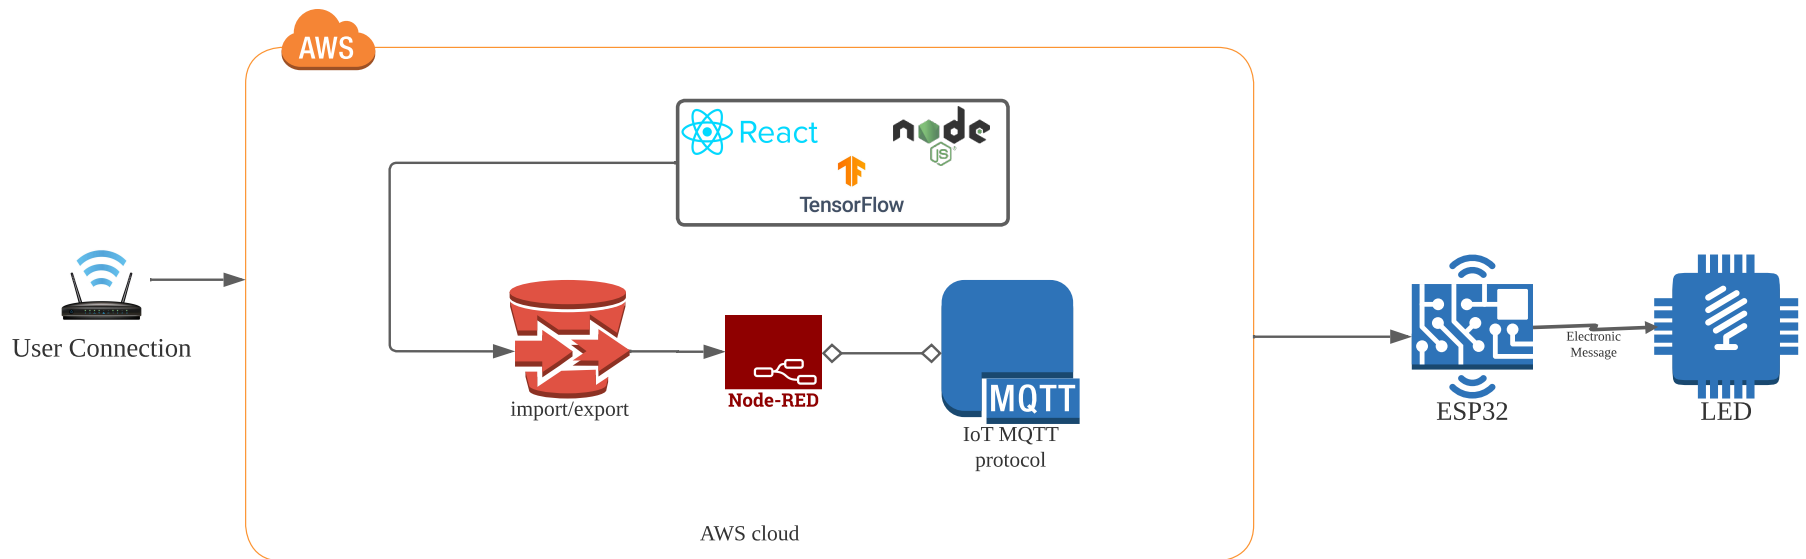 AWS
React
node
JS
TensorFlow
User Connection
import/export
Node-RED
MQTT
IoT MQTT
protocol
AWS cloud
ESP32
Electronic
Message
LED